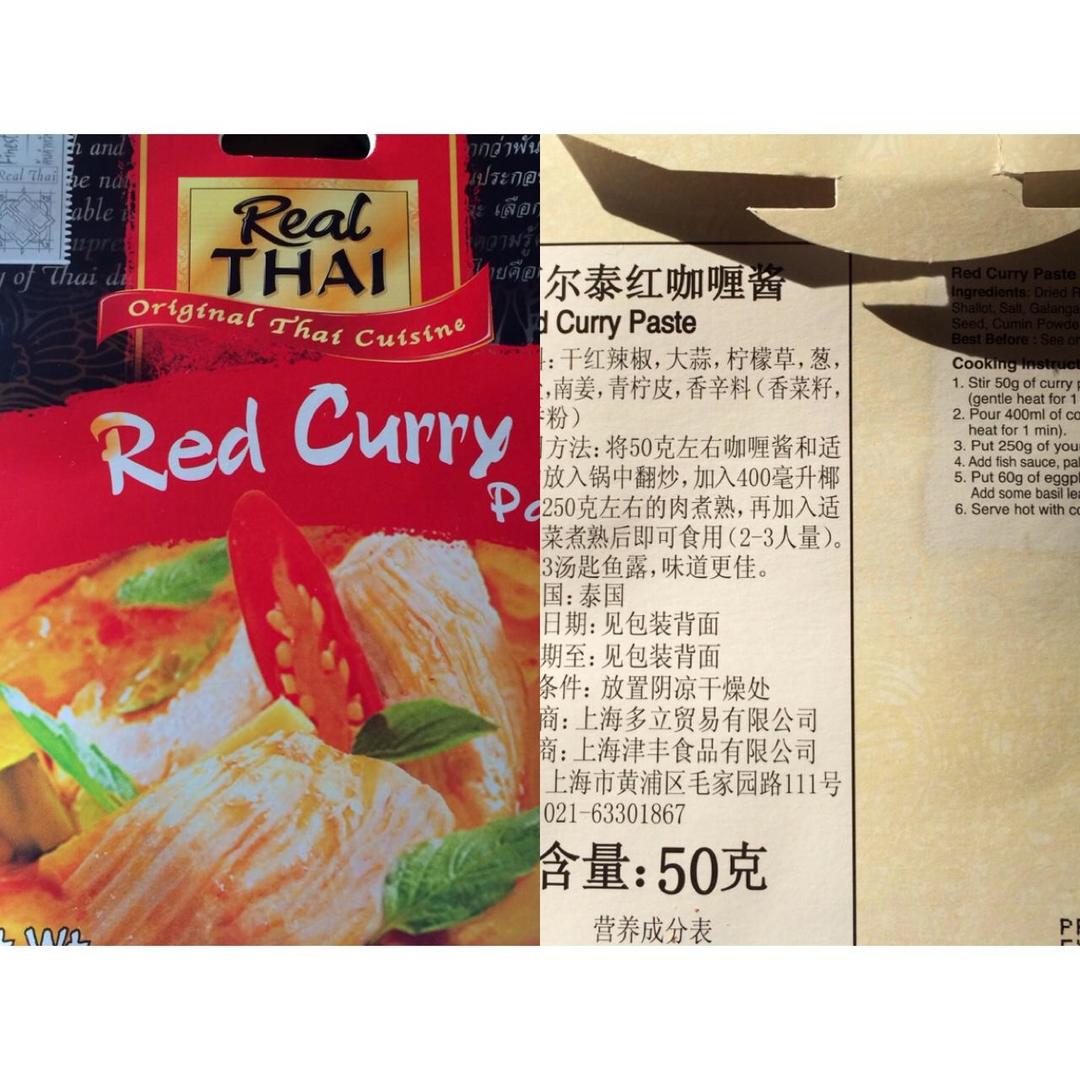 Real Thai
h and
able i
y of Thai di
Real
THAI
Original Thai Cuisine
Red Curry
尔泰红咖喱酱
d Curry Paste
: 干红辣椒，大蒜，柠檬草，葱，
，南姜，青柠皮，香辛料（香菜籽，
粉）
方法：将50克左右咖喱酱和适
放入锅中翻炒，加入400毫升椰
250克左右的肉煮熟，再加入适
菜煮熟后即可食用（2-3人量）。
3汤匙鱼露，味道更佳。
国：泰国
日期：见包装背面
期至：见包装背面
条件：放置阴凉干燥处
商：上海多立贸易有限公司
商：上海津丰食品有限公司
上海市黄浦区毛家园路111号
021-63301867
含量：50克
营养成分表
Red Curry Paste
Ingredients: Dried
Shallot, Salt, Galanga
Seed, Cumin Powde
Best Before : See on
Cooking Instruct
1. Stir 50g of curry p
(gentle heat for 1
2. Pour 400ml of co
heat for 1 min).
3. Put 250g of you
4. Add fish sauce, pal
5. Put 60g of eggpl
Add some basil lea
6. Serve hot with co